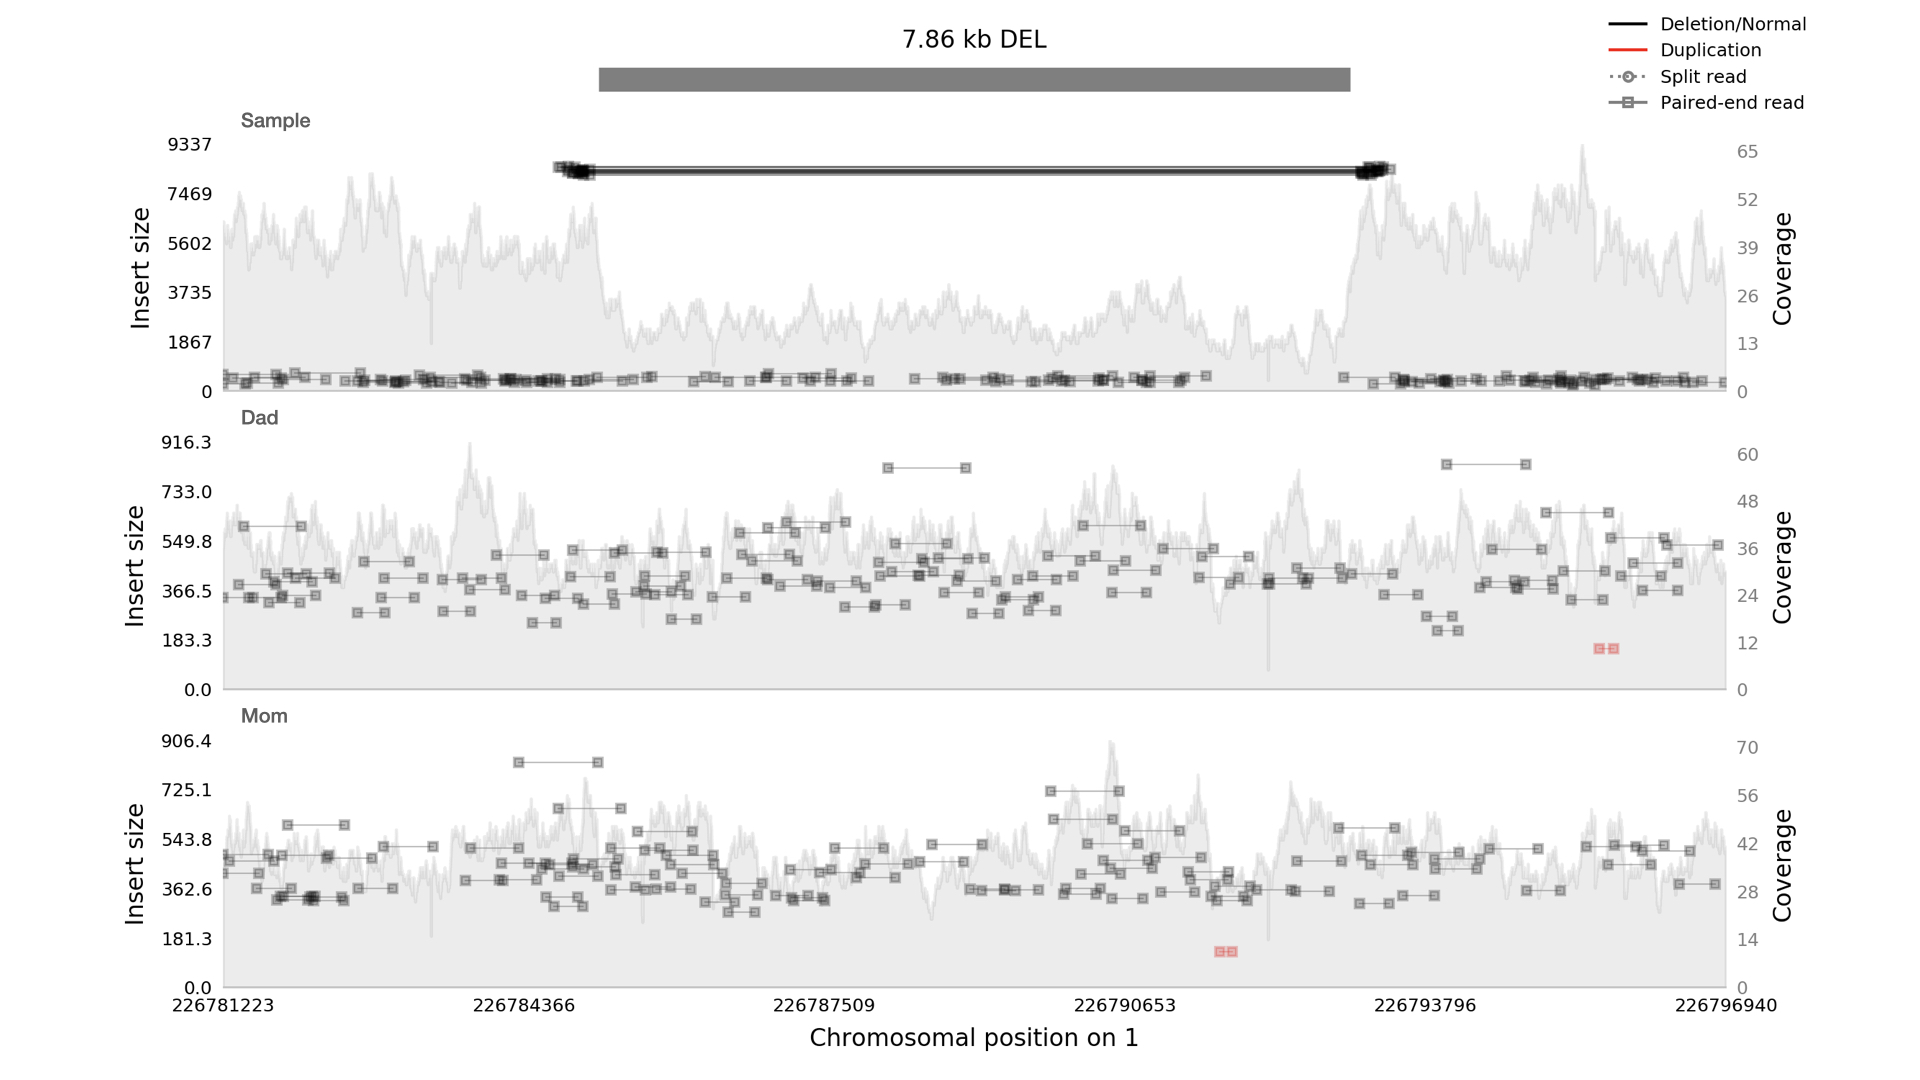 7.86 kb DEL
Deletion/Normal
Duplication
Split read
Paired-end read
Sample
9337
7469
5602
3735
1867
0
Insert size
65
52
39
26
13
0
Coverage
Dad
916.3
733.0
549.8
366.5
183.3
0.0
Insert size
60
48
36
24
12
0
Coverage
Mom
906.4
725.1
543.8
362.6
181.3
0.0
Insert size
70
56
42
28
14
0
Coverage
226781223 226784366 226787509 226790653 226793796 226796940
Chromosomal position on 1